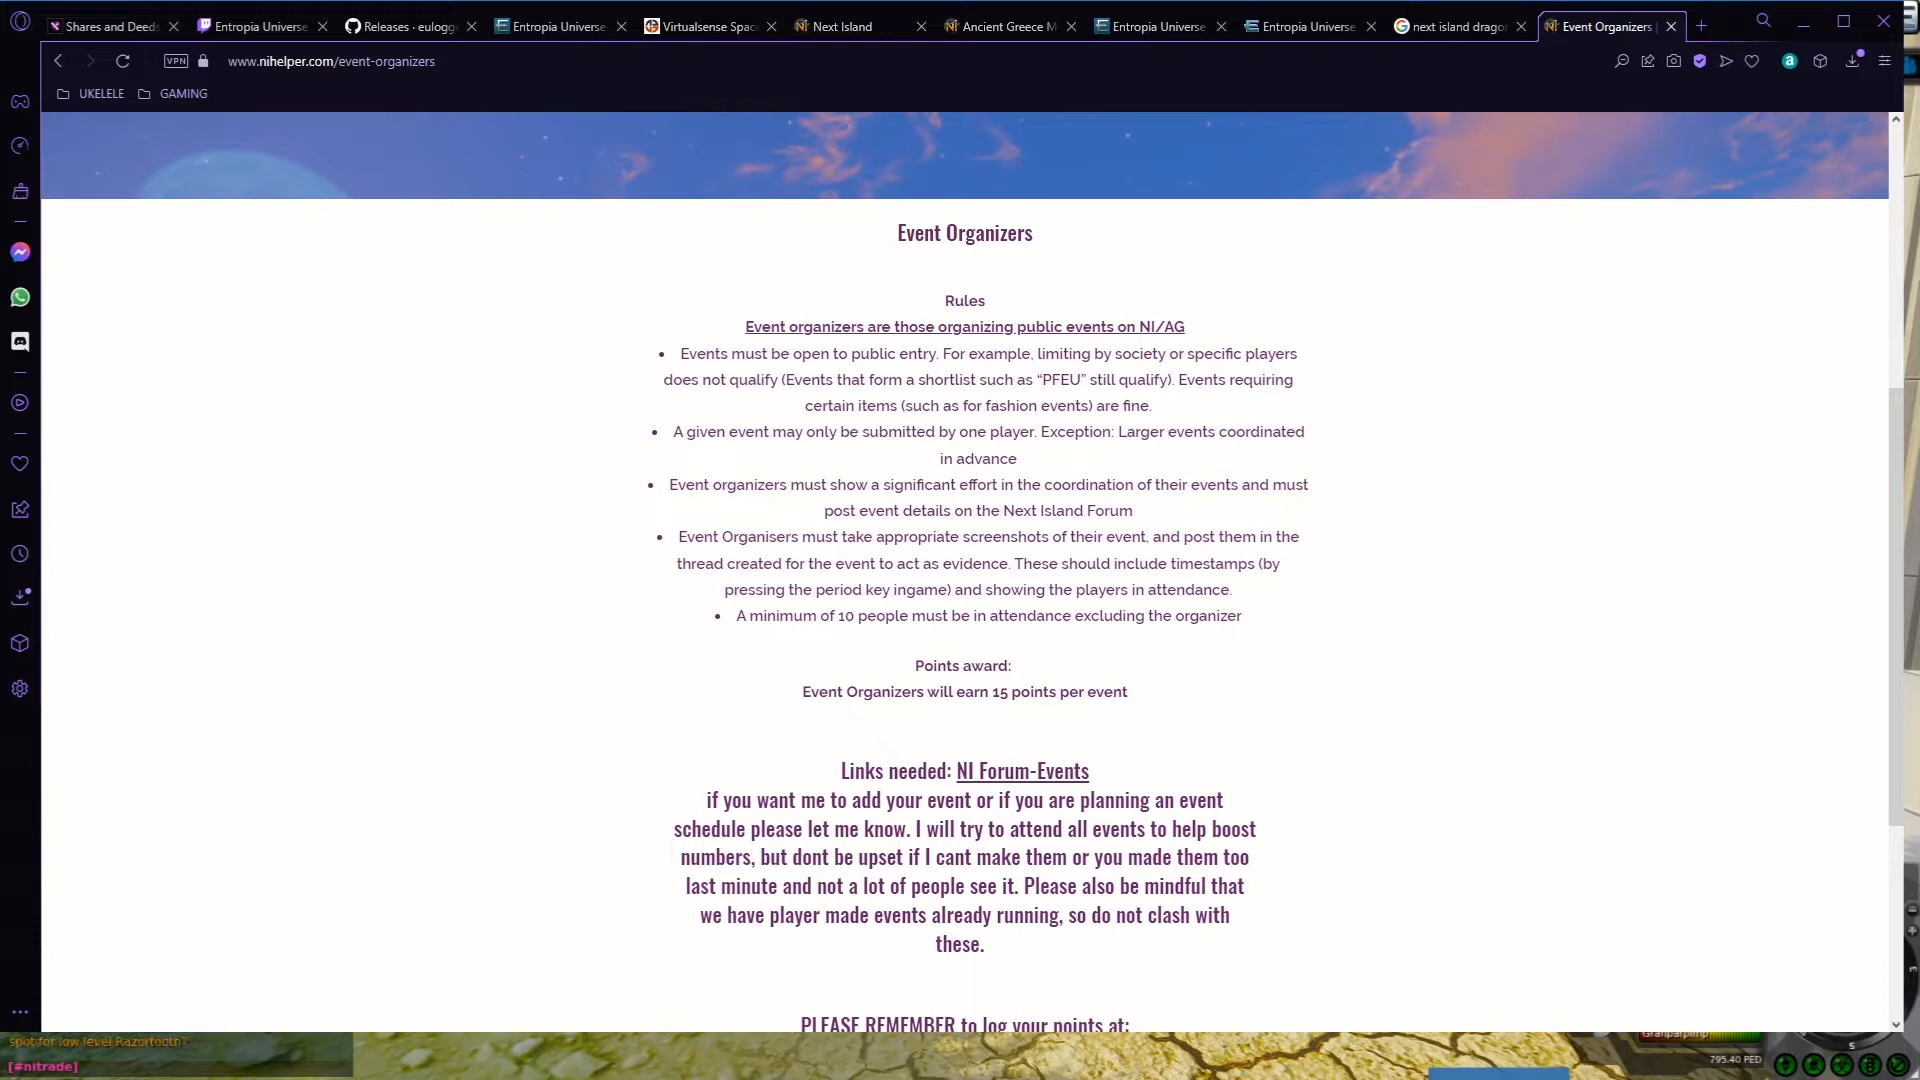 Shares and Deeds
Entropia Universe
Releases · eulogge
Entropia Universe
Virtualsense Spac
Next Island
Ancient Greece M
Entropia Universe
Entropia Universe
next island drago
Event Organizers |
VPN
www.nihelper.com/event-organizers
a
UKELELE
GAMING
Event Organizers
Rules
Event organizers are those organizing public events on NI/AG
• Events must be open to public entry. For example, limiting by society or specific players
does not qualify (Events that form a shortlist such as “PFEU” still qualify). Events requiring
certain items (such as for fashion events) are fine.
• A given event may only be submitted by one player. Exception: Larger events coordinated
in advance
• Event organizers must show a significant effort in the coordination of their events and must
post event details on the Next Island Forum
• Event Organisers must take appropriate screenshots of their event, and post them in the
thread created for the event to act as evidence. These should include timestamps (by
pressing the period key ingame) and showing the players in attendance.
• A minimum of 10 people must be in attendance excluding the organizer
Points award:
Event Organizers will earn 15 points per event
Links needed: NI Forum-Events
if you want me to add your event or if you are planning an event
schedule please let me know. I will try to attend all events to help boost
numbers, but dont be upset if I cant make them or you made them too
last minute and not a lot of people see it. Please also be mindful that
we have player made events already running, so do not clash with
these.
PLEASE REMEMBER to log your points at:
spot for low level Razortooth?
[#nitrade]
795.40 PED
S